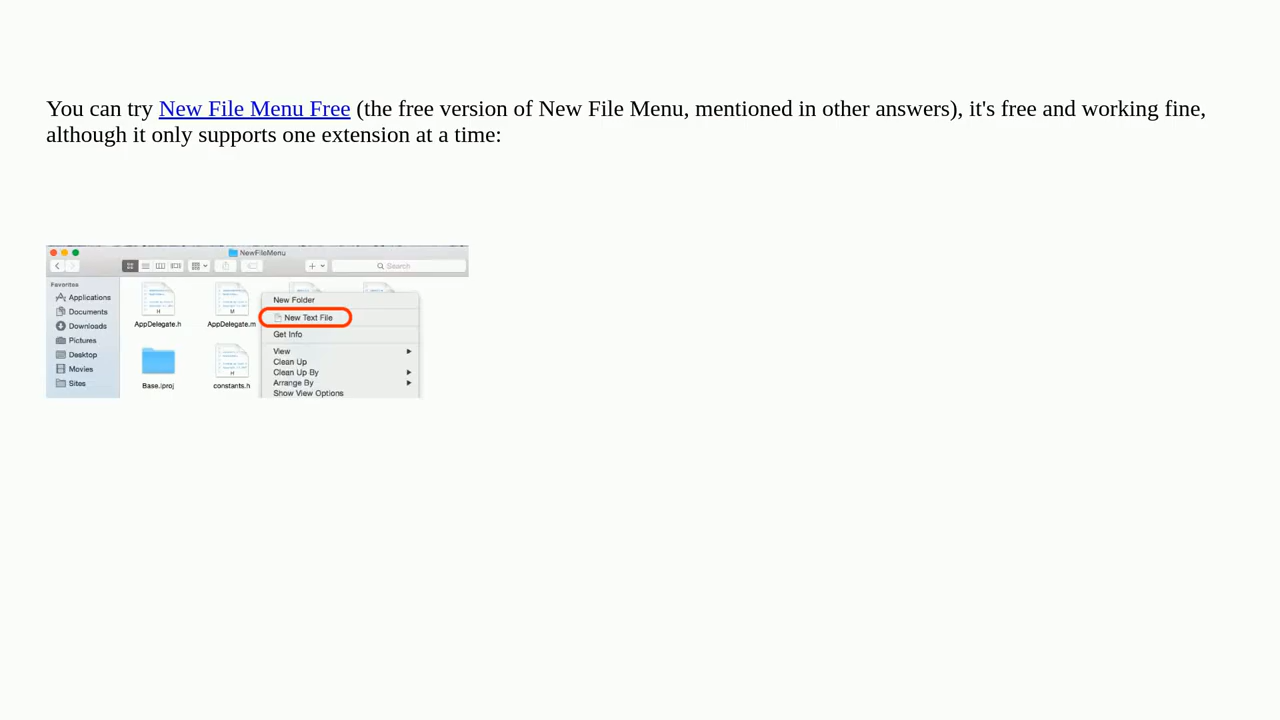 You can try New File Menu Free (the free version of New File Menu, mentioned in other answers), it's free and working fine,
although it only supports one extension at a time:
NewFileMenu
Search
Favorites
Applications
Documents
Downloads
Pictures
Desktop
Movies
Sites
H
M
AppDelegate.h
AppDelegate.m
H
Base.lproj
constants.h
New Folder
New Text File
Get Info
View
Clean Up
Clean Up By
Arrange By
Show View Options